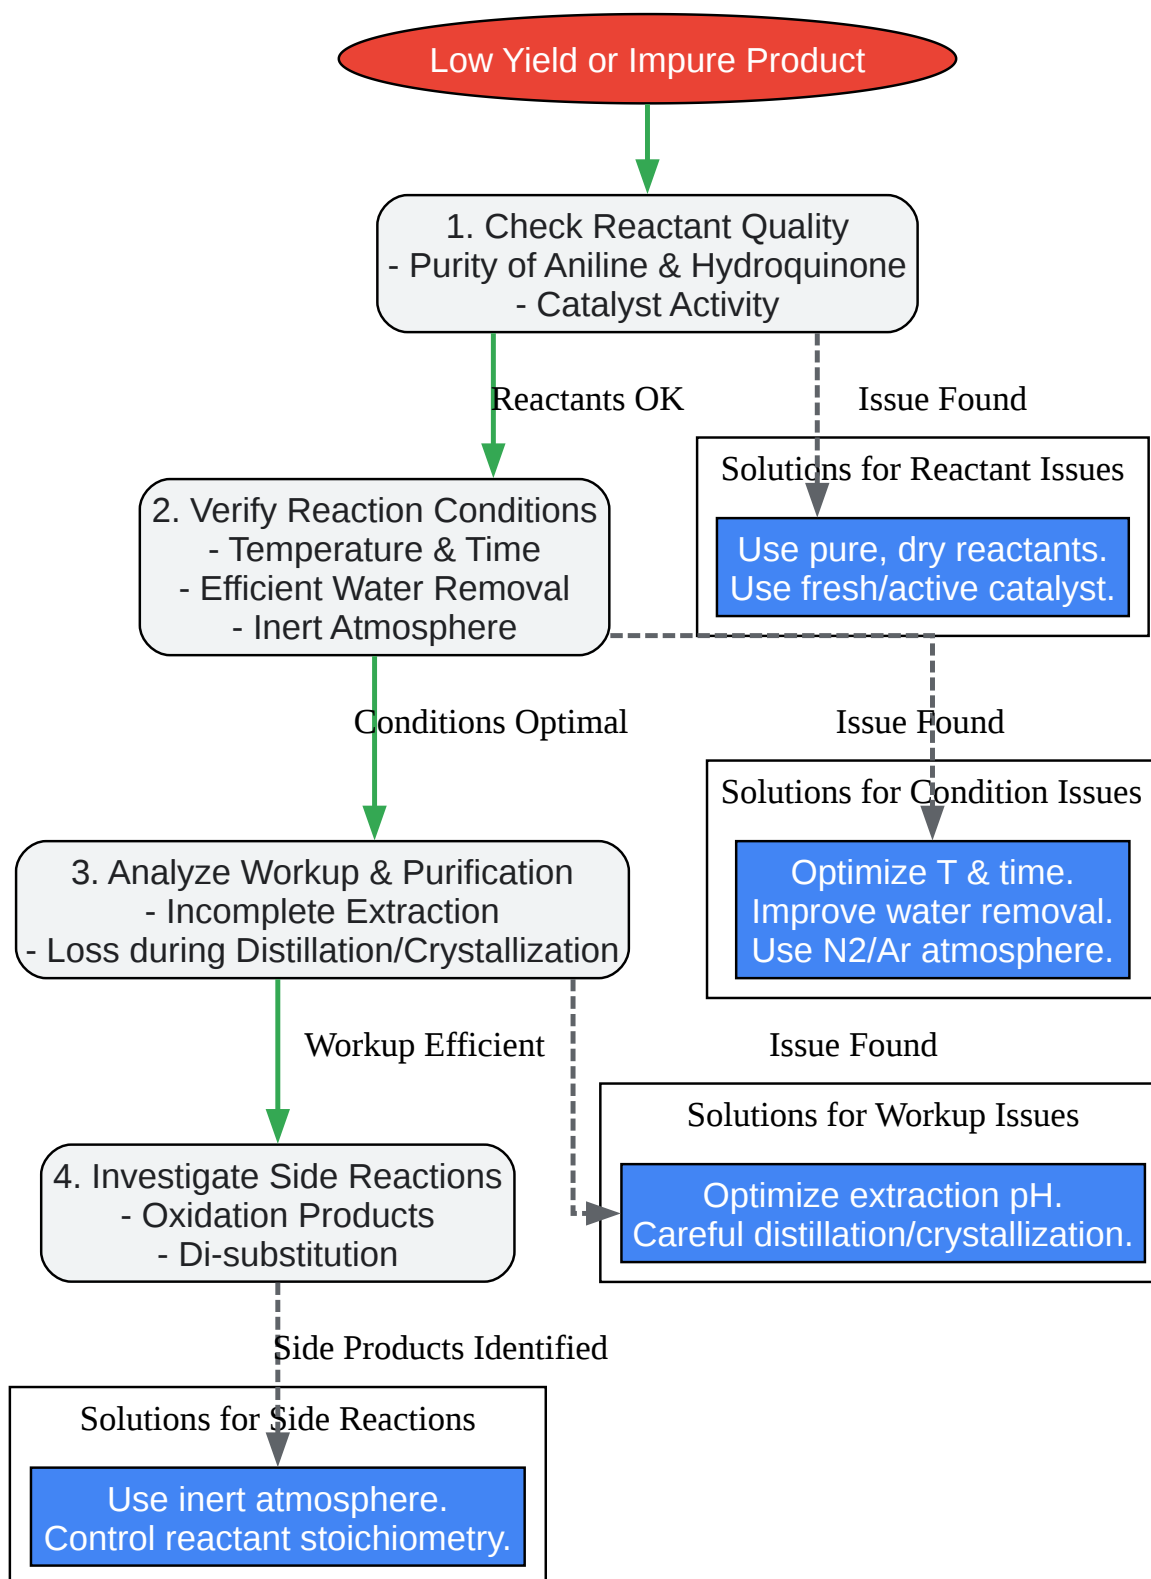 Low Yield or Impure Product
1. Check Reactant Quality
- Purity of Aniline & Hydroquinone
- Catalyst Activity
Reactants OK
Issue Found
Solutions for Reactant Issues
Use pure, dry reactants.
Use fresh/active catalyst.
2. Verify Reaction Conditions
- Temperature & Time
- Efficient Water Removal
- Inert Atmosphere
Conditions Optimal
Issue Found
Solutions for Condition Issues
Optimize T & time.
Improve water removal.
Use N2/Ar atmosphere.
3. Analyze Workup & Purification
- Incomplete Extraction
- Loss during Distillation/Crystallization
Workup Efficient
Issue Found
Solutions for Workup Issues
Optimize extraction pH.
Careful distillation/crystallization.
4. Investigate Side Reactions
- Oxidation Products
- Di-substitution
Side Products Identified
Solutions for Side Reactions
Use inert atmosphere.
Control reactant stoichiometry.